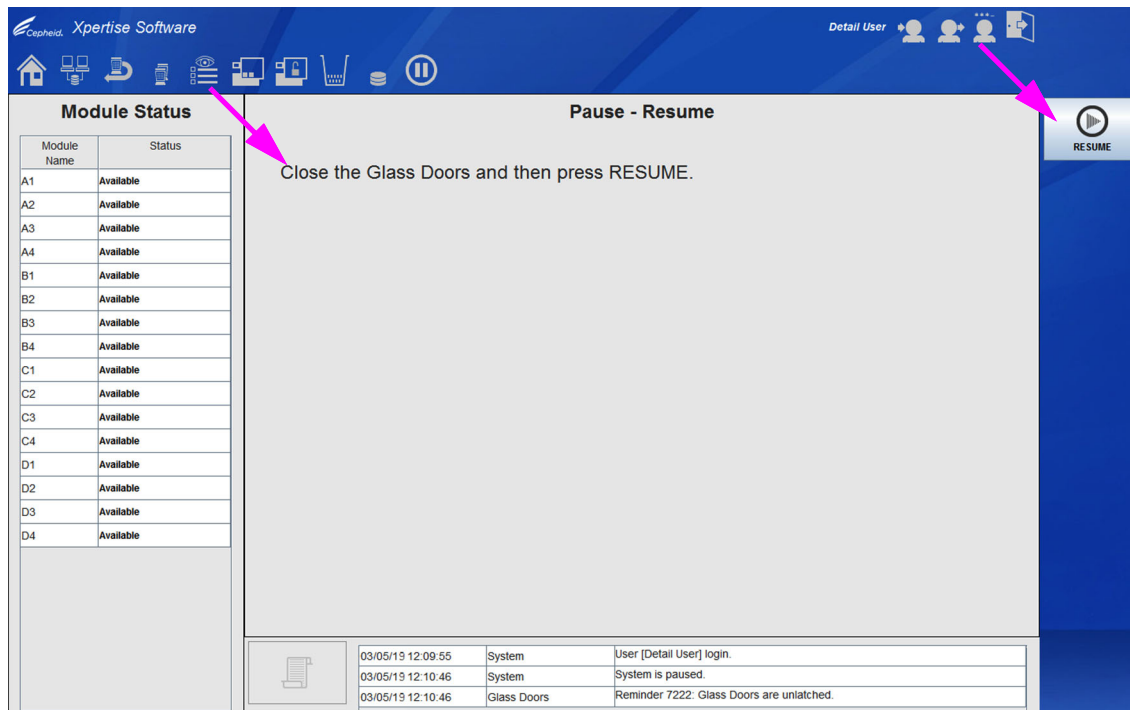 Cepheid. Xpertise Software
Detail User
Module Status
Pause - Resume
RESUME
Module Name Status
Close the Glass Doors and then press RESUME.
A1 Available
A2 Available
A3 Available
A4 Available
B1 Available
B2 Available
B3 Available
B4 Available
C1 Available
C2 Available
C3 Available
C4 Available
D1 Available
D2 Available
D3 Available
D4 Available
03/05/19 12:09:55 System User [Detail User] login.
03/05/19 12:10:46 System System is paused.
03/05/19 12:10:46 Glass Doors Reminder 7222: Glass Doors are unlatched.